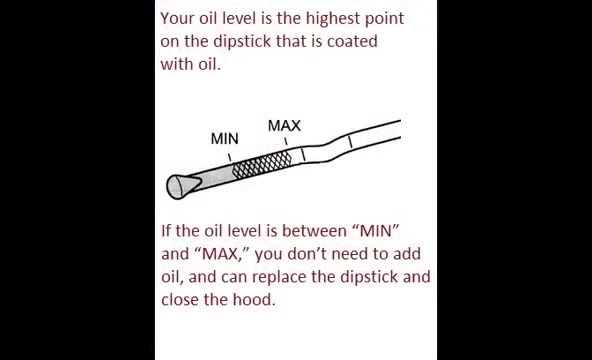 Your oil level is the highest point
on the dipstick that is coated
with oil.
MAX
MIN
If the oil level is between “MIN”
and “MAX,” you don’t need to add
oil, and can replace the dipstick and
close the hood.